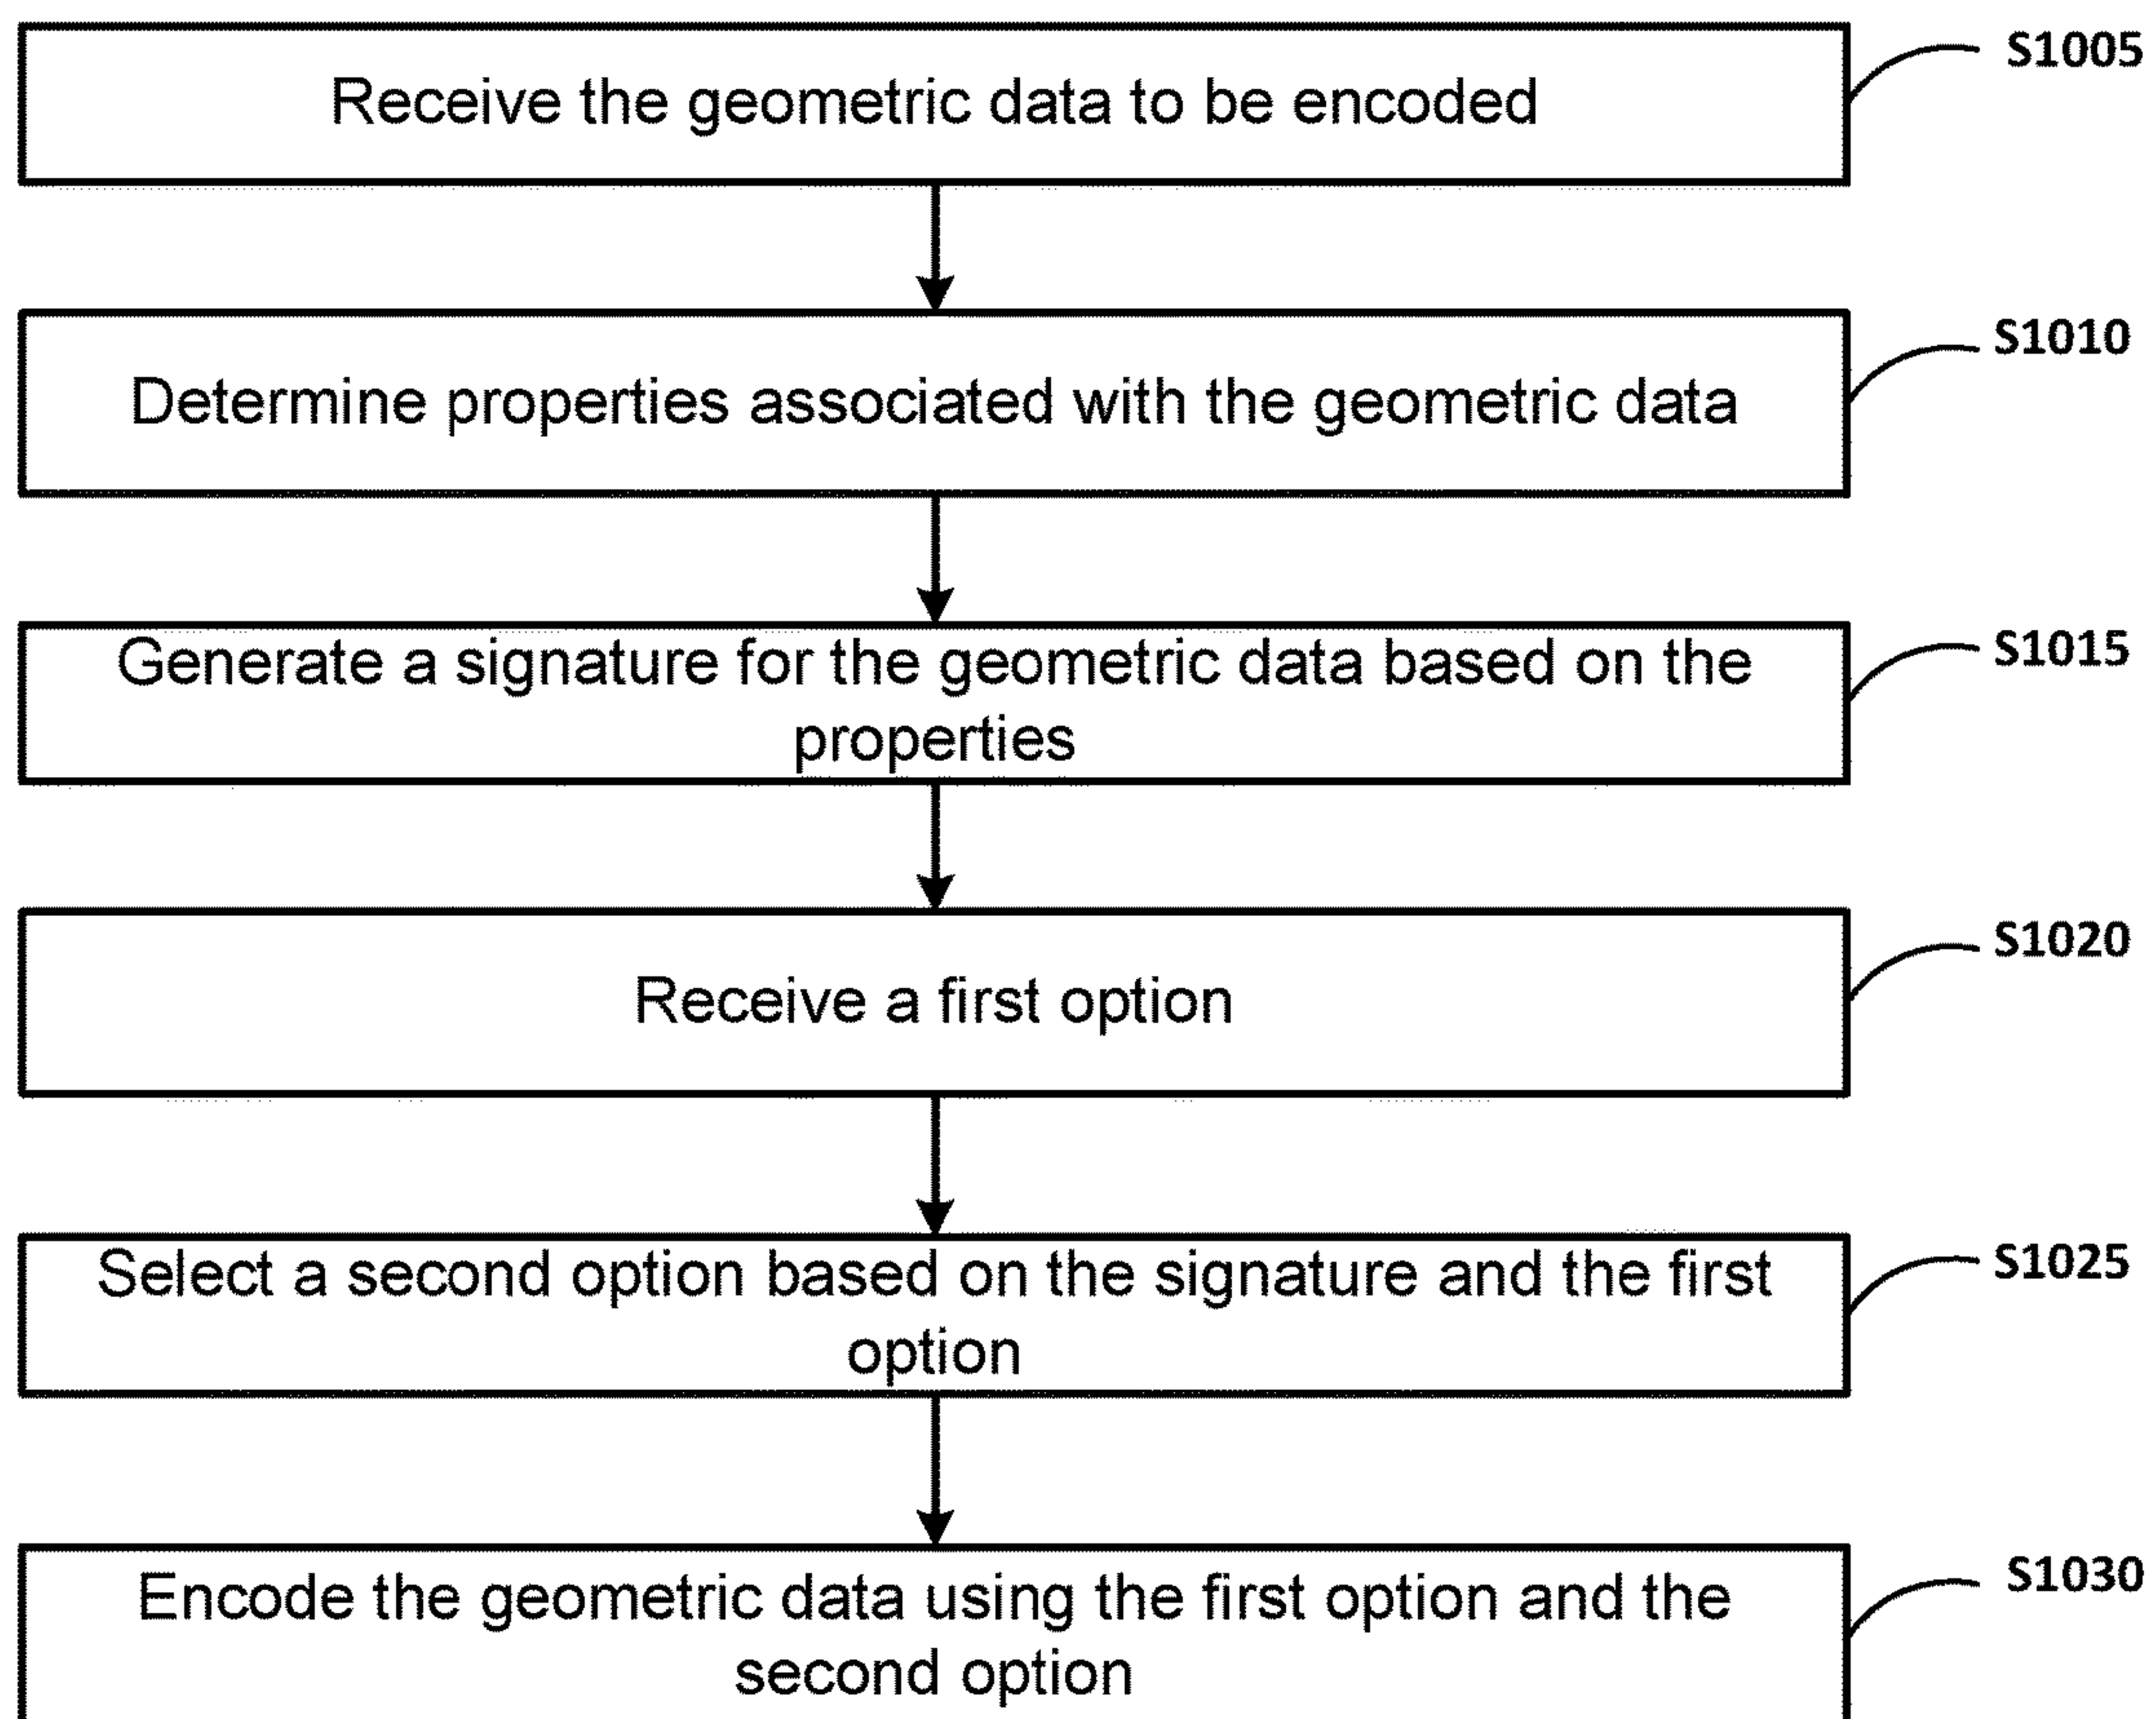 Receive the geometric data to be encoded
S1005
Determine properties associated with the geometric data
S1010
Generate a signature for the geometric data based on the
properties
S1015
Receive a first option
S1020
Select a second option based on the signature and the first
option
S1025
Encode the geometric data using the first option and the
second option
S1030